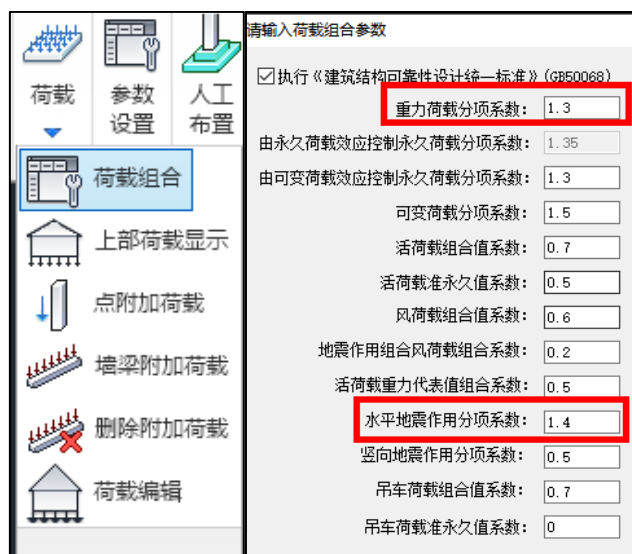 荷载
参数
设置
人工
布置
荷载组合
上部荷载显示
点附加荷载
墙梁附加荷载
删除附加荷载
荷载编辑
请输入荷载组合参数
执行《建筑结构可靠性设计统一标准》(GB50068)
重力荷载分项系数: 1.3
由永久荷载效应控制永久荷载分项系数: 1.35
由可变荷载效应控制永久荷载分项系数: 1.3
可变荷载分项系数: 1.5
活荷载组合值系数: 0.7
活荷载准永久值系数: 0.5
风荷载组合值系数: 0.6
地震作用组合风荷载组合系数: 0.2
活荷载重力代表值组合系数: 0.5
水平地震作用分项系数: 1.4
竖向地震作用分项系数: 0.5
吊车荷载组合值系数: 0.7
吊车荷载准永久值系数: 0